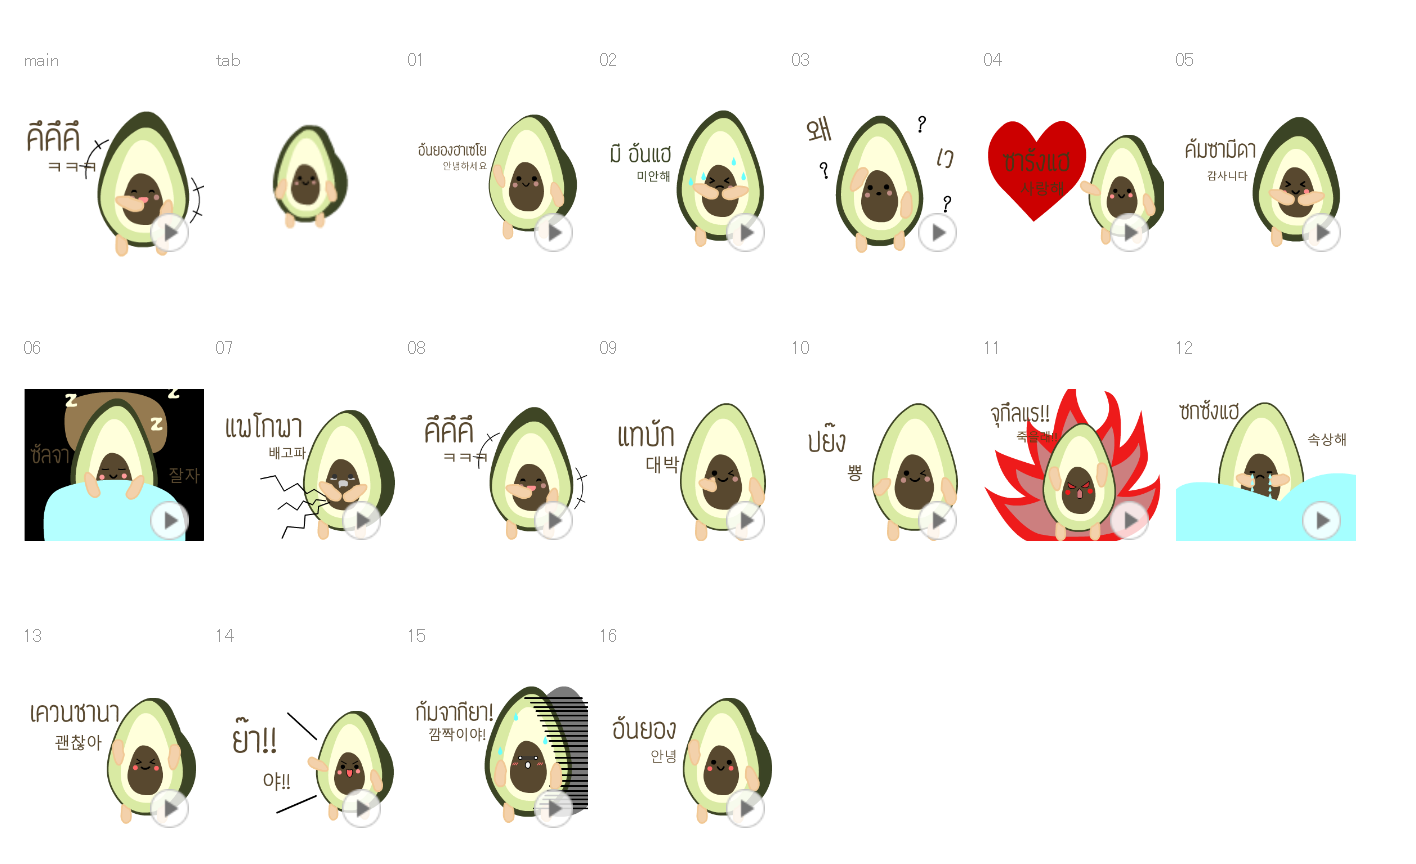 main
tab
01
02
03
04
05
คึคึคึ
ㅋㅋㅋ
อันยองฮาเซโย
안녕하세요
มี อันแฮ
미안해
왜
?
?
เว
?
ซารังแฮ
사랑해
คัมซามีดา
감사니다
06
07
08
09
10
11
12
z
z
z
ซัลจา
잘자
แพโกพา
배고파
คึคึคึ
ㅋㅋㅋ
แทบัก
대박
ปย๊ง
뿅
จุกึลแร!!
죽을래!!
ซกซังแฮ
속상해
13
14
15
16
เควนชานา
괜찮아
ย๊า!!
야!!
กัมจากียา!
깜짝이야!
อันยอง
안녕